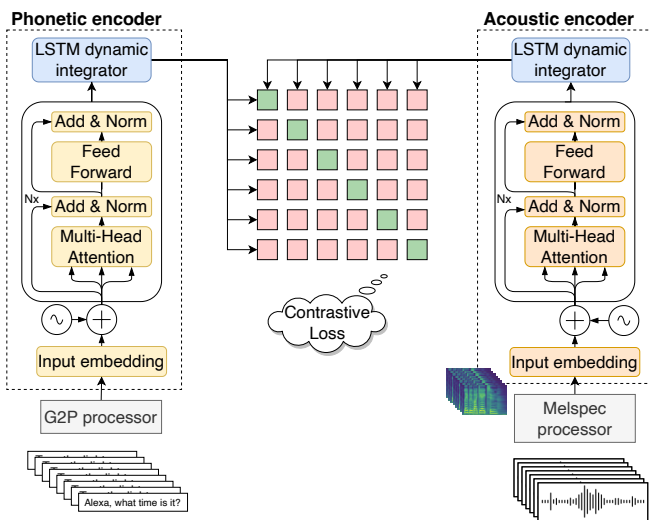 Phonetic encoder
LSTM dynamic
integrator
Add & Norm
Feed
Forward
Nx
Add & Norm
Multi-Head
Attention
Input embedding
G2P processor
Alexa, what time is it?
Contrastive
Loss
Acoustic encoder
LSTM dynamic
integrator
Add & Norm
Feed
Forward
Nx
Add & Norm
Multi-Head
Attention
Input embedding
Melspec
processor